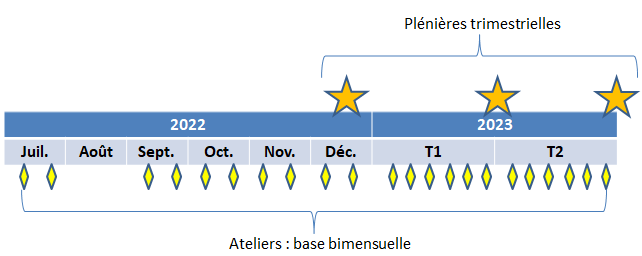 Plénières trimestrielles
2022 2023
Juil. Août Sept. Oct. Nov. Déc. T1 T2
Ateliers : base bimensuelle